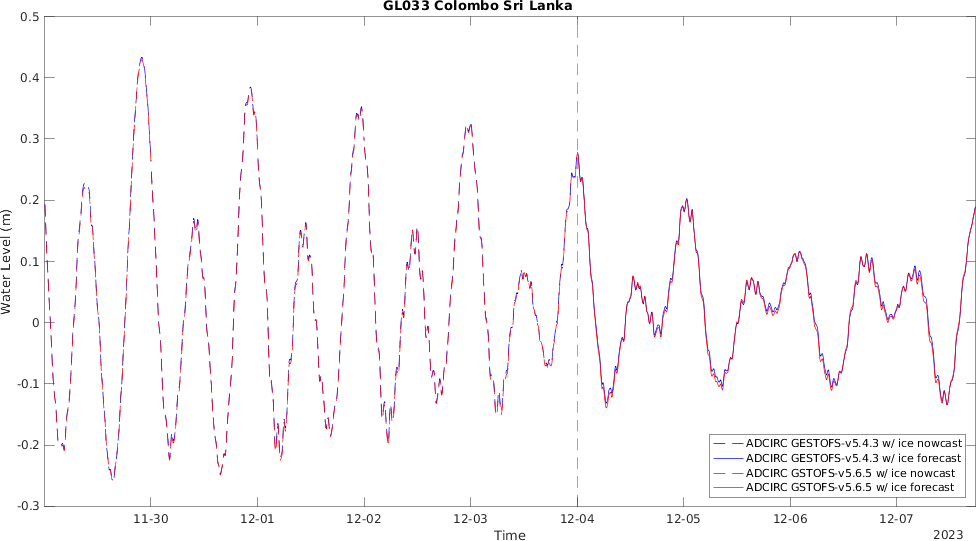 GL033 Colombo Sri Lanka
0.5
0.4
0.3
0.2
0.1
0
-0.1
-0.2
-0.3
Water Level (m)
11-30
12-01
12-02
12-03
12-04
12-05
12-06
12-07
Time
2023
ADCIRC GESTOFS-v5.4.3 w/ ice nowcast
ADCIRC GESTOFS-v5.4.3 w/ ice forecast
ADCIRC GSTOFS-v5.6.5 w/ ice nowcast
ADCIRC GSTOFS-v5.6.5 w/ ice forecast